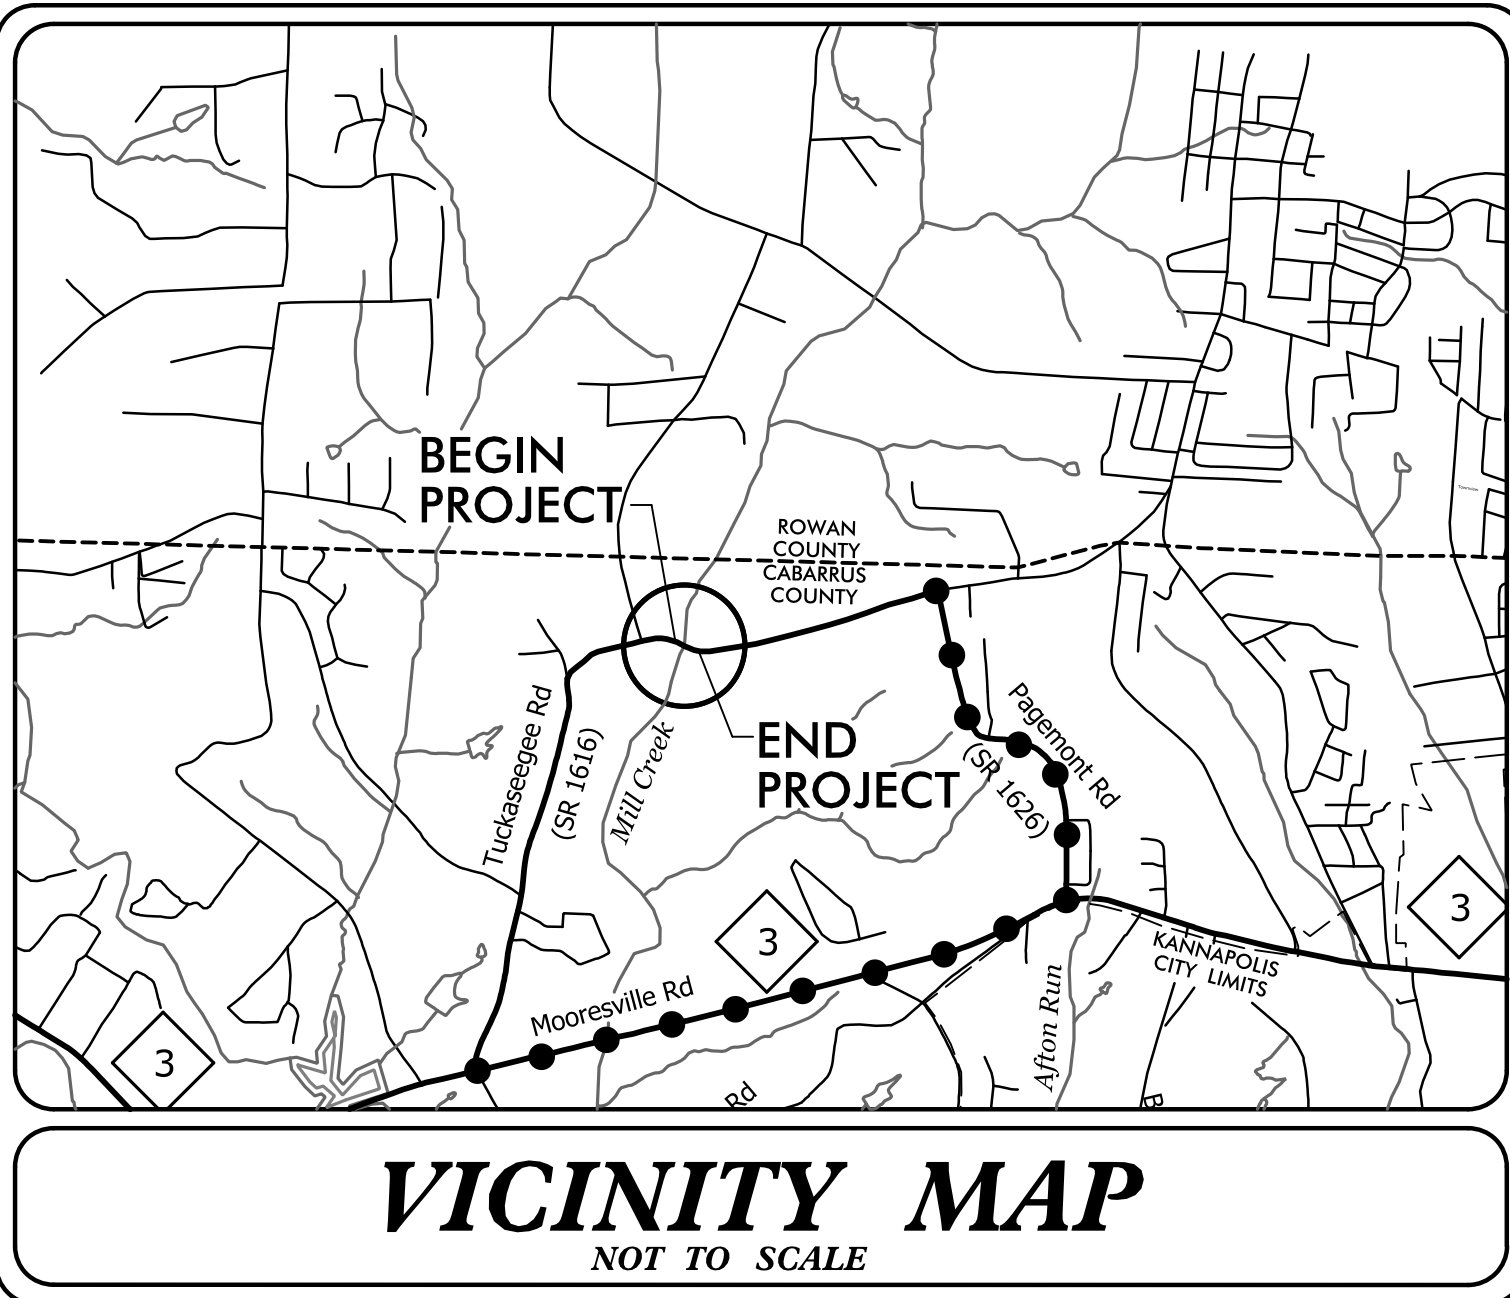 BEGIN
PROJECT
ROWAN
COUNTY
CABARRUS
COUNTY
Tuckaseegee Rd
(SR 1616)
Mill Creek
END
PROJECT
Pagemont Rd
(SR 1626)
3
3
KANNAPOLIS
CITY LIMITS
Mooresville Rd
Afton Run
3
Rd
B
VICINITY MAP
NOT TO SCALE